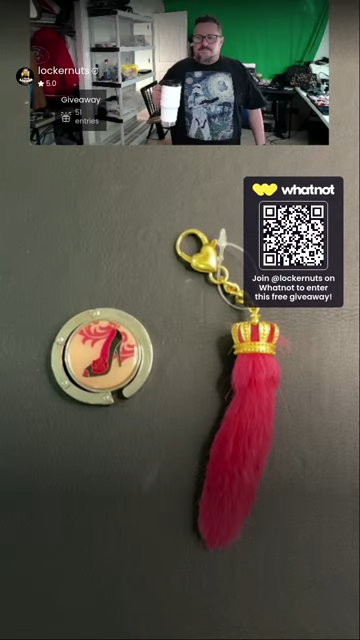 lockernuts
5.0
Giveaway
51
entries
whatnot
Join @lockernuts on
Whatnot to enter
this free giveaway!